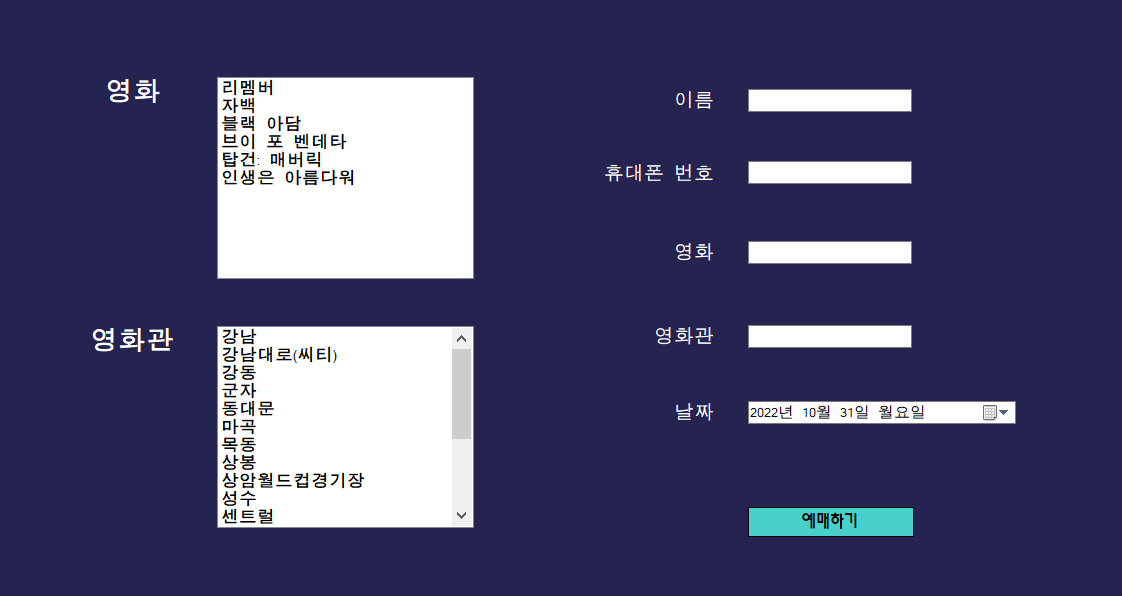 영화
리멤버
자백
블랙 아담
브이 포 벤데타
탑건: 매버릭
인생은 아름다워
영화관
강남
강남대로(씨티)
강동
군자
동대문
마곡
목동
상봉
상암월드컵경기장
성수
센트럴
이름
휴대폰 번호
영화
영화관
날짜
2022년 10월 31일 월요일
예매하기